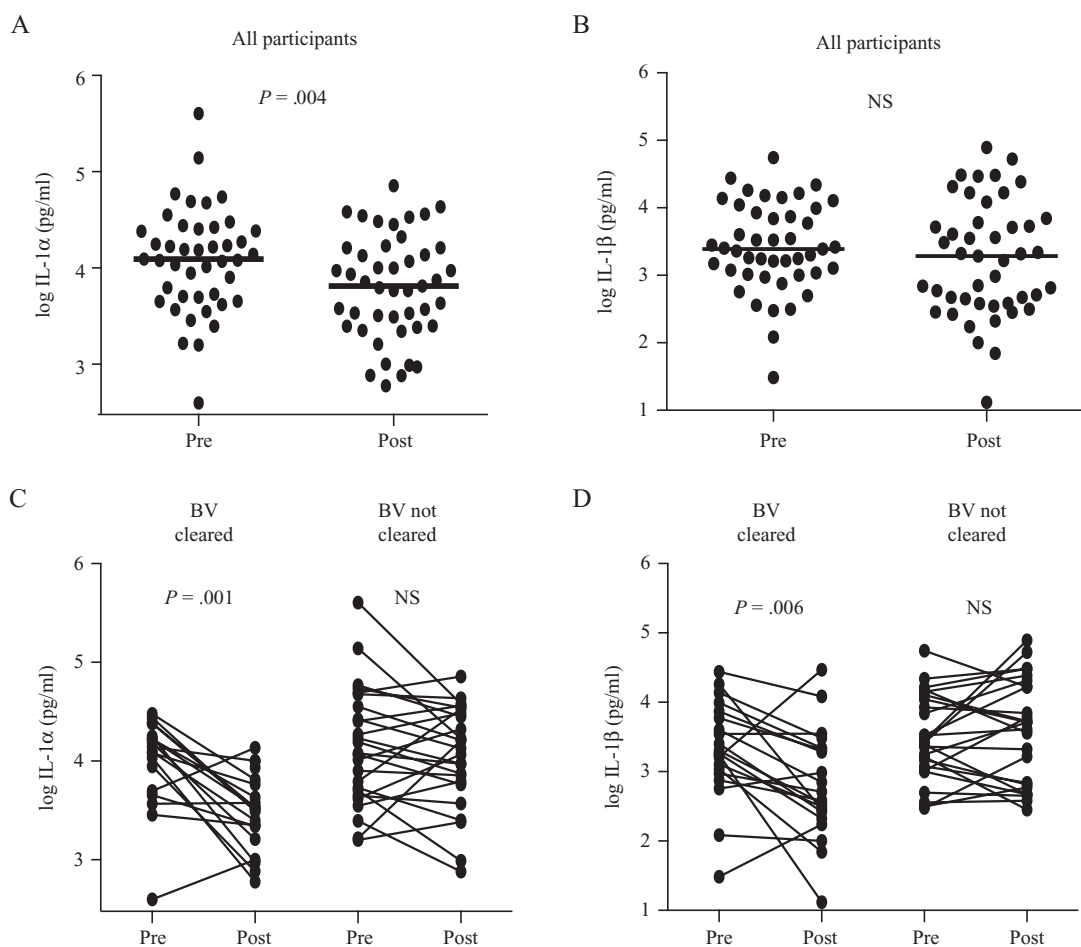 A
All participants
P = .004
log IL-1α (pg/ml)
6
5
4
3
Pre
Post
B
All participants
NS
log IL-1β (pg/ml)
6
5
4
3
2
1
Pre
Post
C
BV
cleared
BV not
cleared
P = .001
NS
log IL-1α (pg/ml)
6
5
4
3
Pre
Post
Pre
Post
D
BV
cleared
BV not
cleared
P = .006
NS
log IL-1β (pg/ml)
6
5
4
3
2
1
Pre
Post
Pre
Post